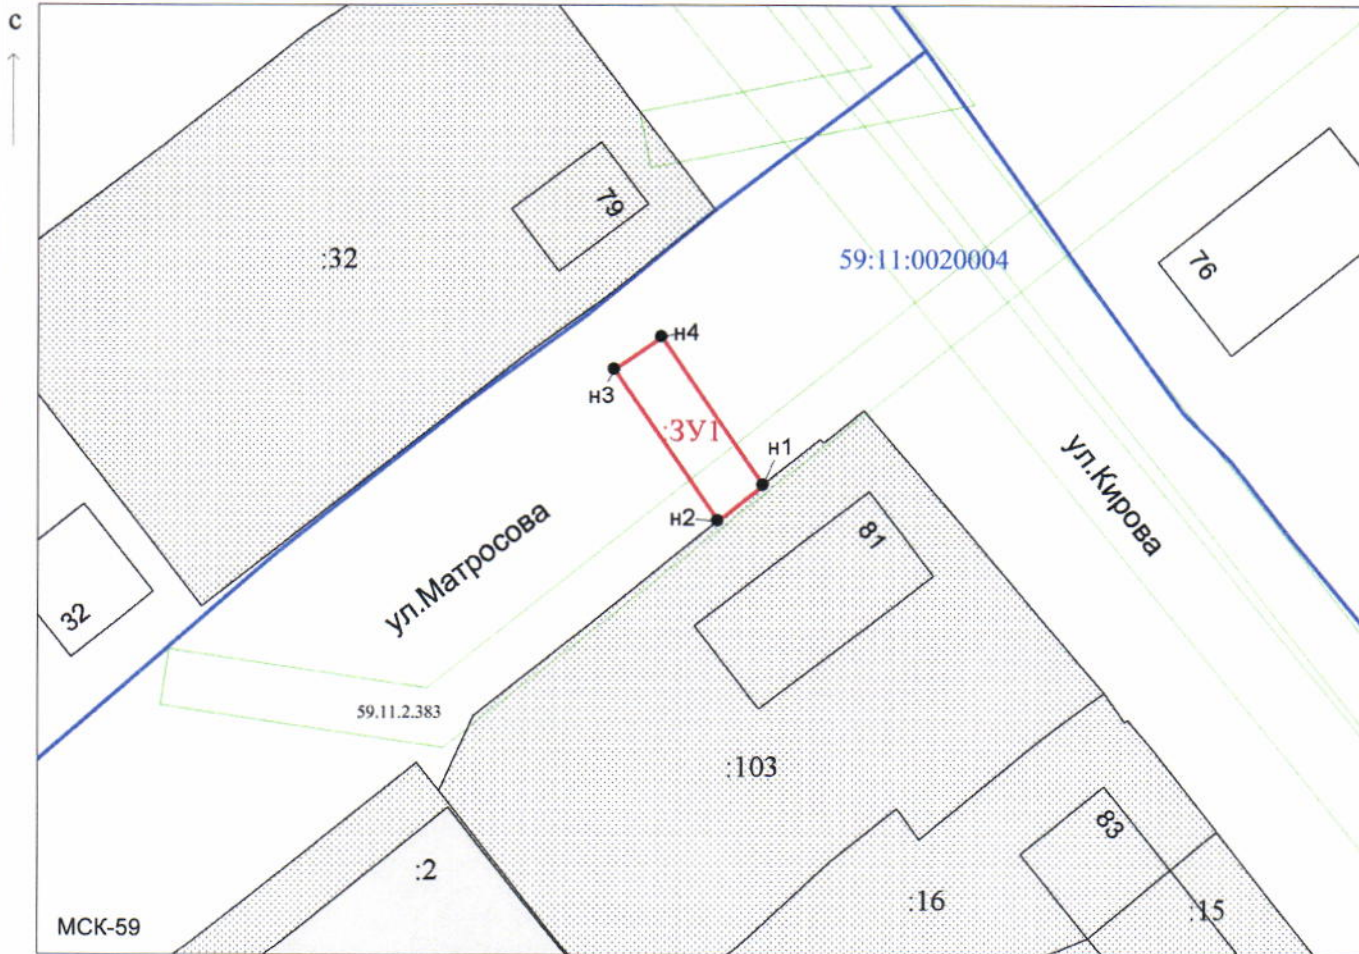 с
79
:32
59:11:0020004
76
н4
н3
:ЗУ1
н1
ул.Кирова
н2
81
ул.Матросова
32
59.11.2.383
:103
83
:2
:16
:15
МСК-59